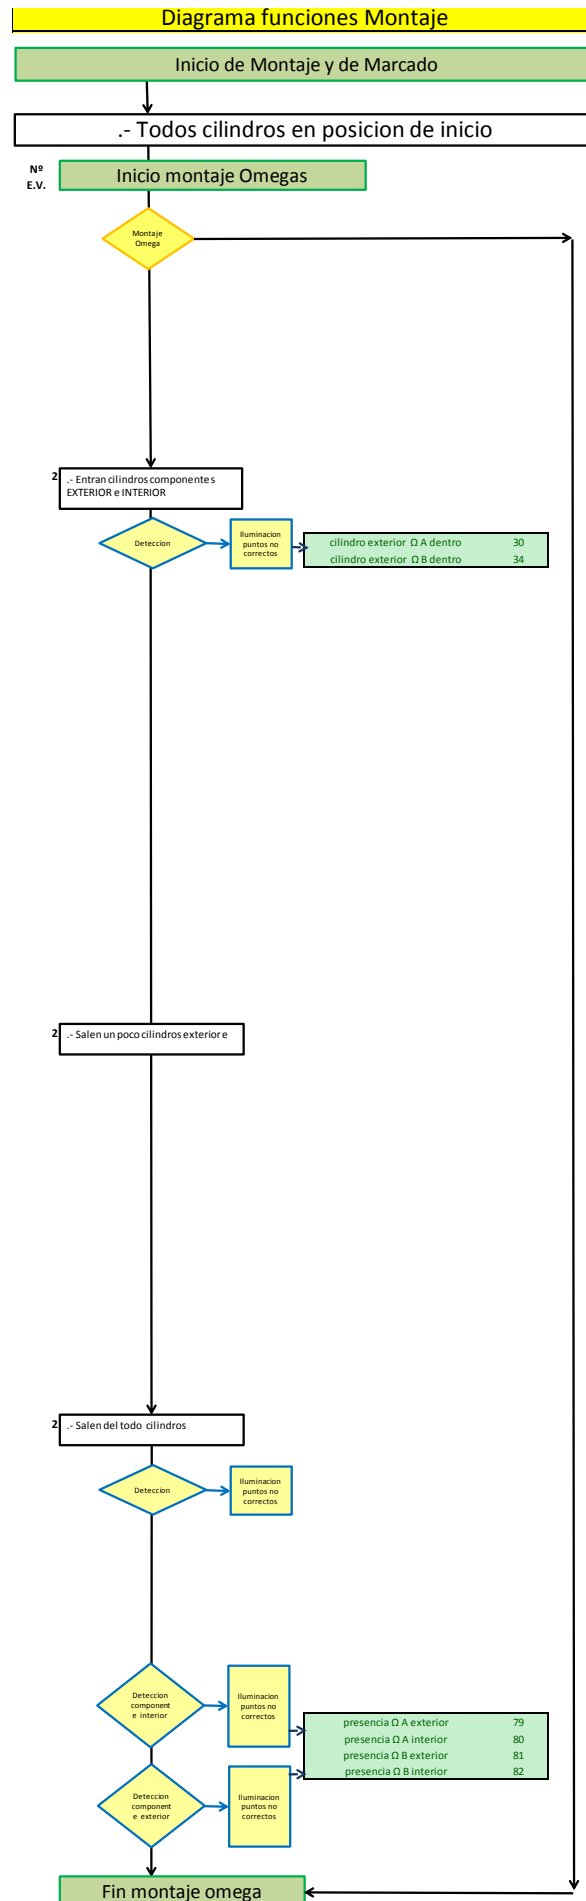 Diagrama funciones Montaje
Inicio de Montaje y de Marcado
.- Todos cilindros en posicion de inicio
Nº
E.V.
Inicio montaje Omegas
Montaje
Omega
2
.- Entran cilindros componentes
EXTERIOR e INTERIOR
Deteccion
Iluminacion
puntos no
correctos
cilindro exterior Ω A dentro 30
cilindro exterior Ω B dentro 34
2
.- Salen un poco cilindros exterior e
2
.- Salen del todo cilindros
Deteccion
Iluminacion
puntos no
correctos
Deteccion
component
e interior
Iluminacion
puntos no
correctos
presencia Ω A exterior 79
presencia Ω A interior 80
presencia Ω B exterior 81
presencia Ω B interior 82
Deteccion
component
e exterior
Iluminacion
puntos no
correctos
Fin montaje omega